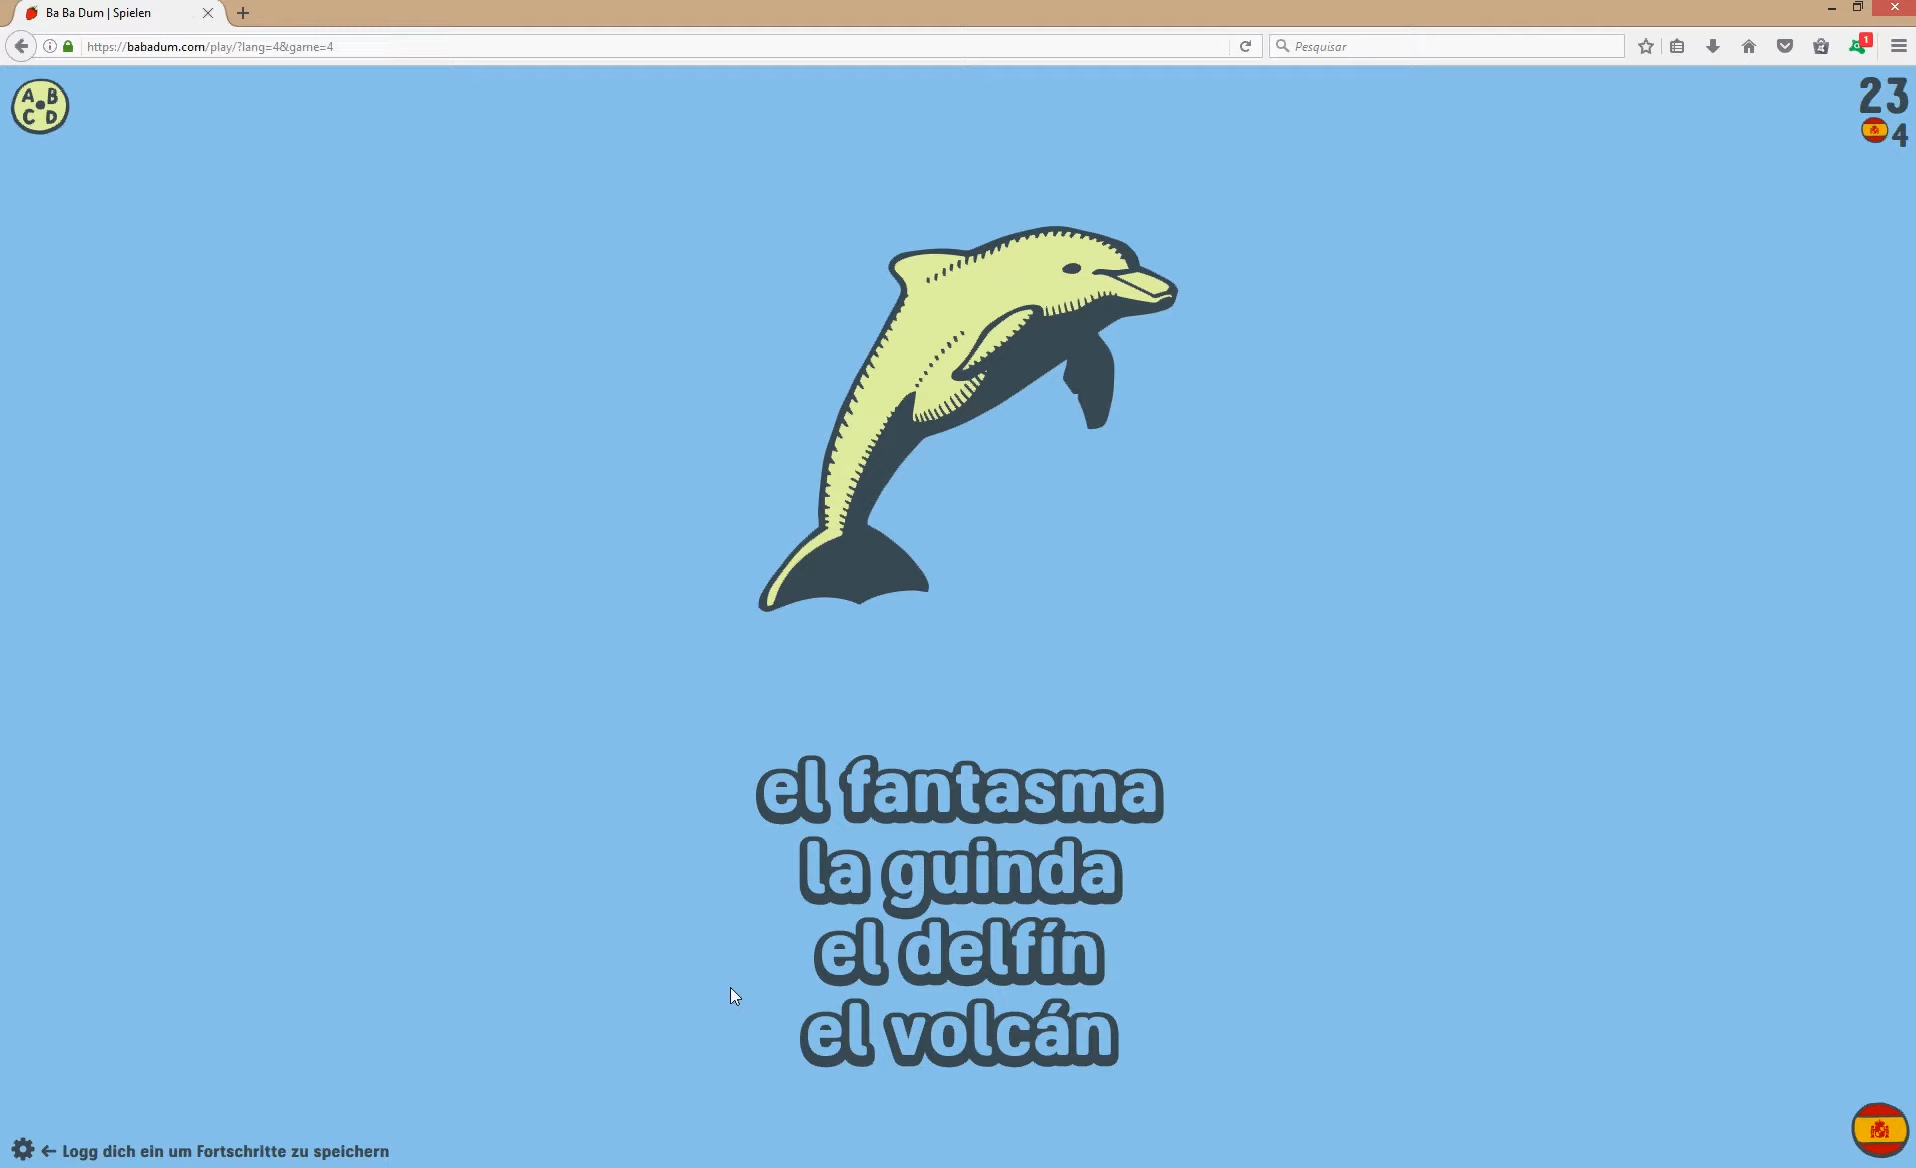 Ba Ba Dum | Spielen
https://babadum.com/play/?lang=4&game=4
Pesquisar
1
A B
C D
23
4
el fantasma
la guinda
el delfín
el volcán
← Logg dich ein um Fortschritte zu speichern